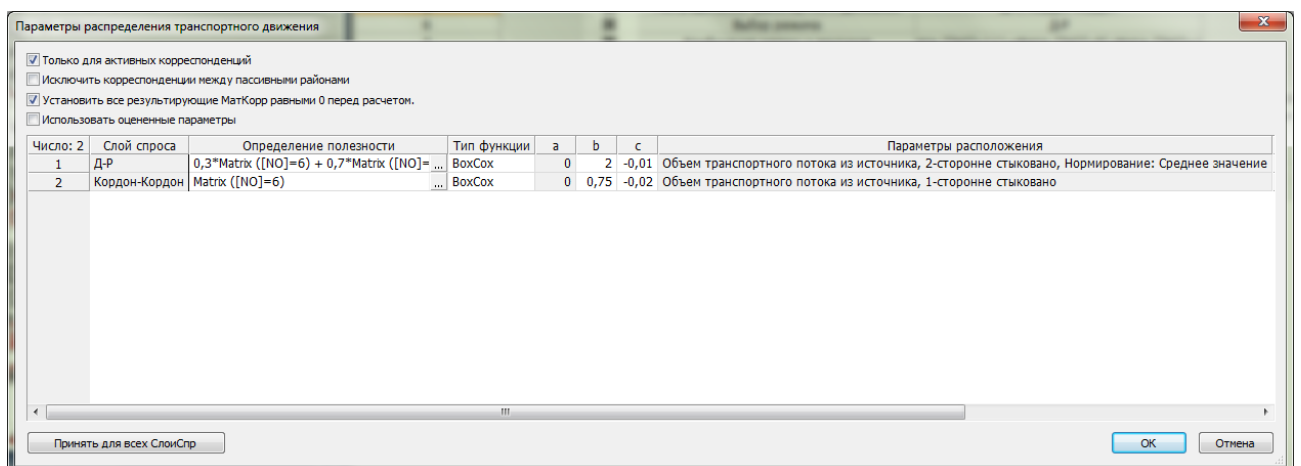 Параметры распределения транспортного движения
Только для активных корреспонденций
Исключить корреспонденции между пассивными районами
Установить все результирующие МатКорр равными 0 перед расчетом.
Использовать оцененные параметры
Число: 2 Слой спроса Определение полезности Тип функции a b c Параметры расположения
1 Д-Р 0,3*Matrix ([NO]=6) + 0,7*Matrix ([NO]= ... BoxCox 0 2 -0,01 Объем транспортного потока из источника, 2-сторонне стыковано, Нормирование: Среднее значение
2 Кордон-Кордон Matrix ([NO]=6) ... BoxCox 0 0,75 -0,02 Объем транспортного потока из источника, 1-сторонне стыковано
Принять для всех СлоиСпр OK Отмена